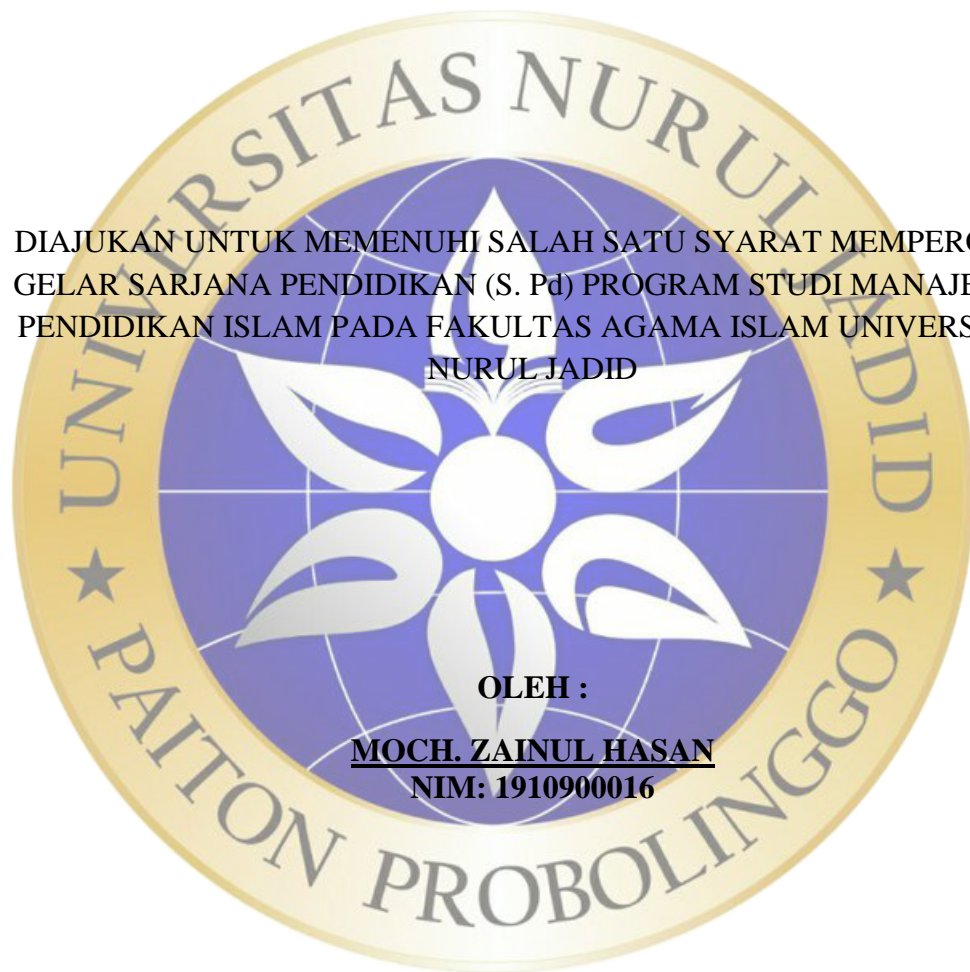 UNIVERSITAS NURUL JADID
DIAJUKAN UNTUK MEMENUHI SALAH SATU SYARAT
GELAR SARJANA PENDIDIKAN (S. Pd) PROGRAM STUDI
PENDIDIKAN ISLAM PADA FAKULTAS AGAMA ISLAM
NURUL JADID
OLEH :
MOCH. ZAINUL HASAN
NIM: 1910900016
★ PAITON PROBOLINGGO ★